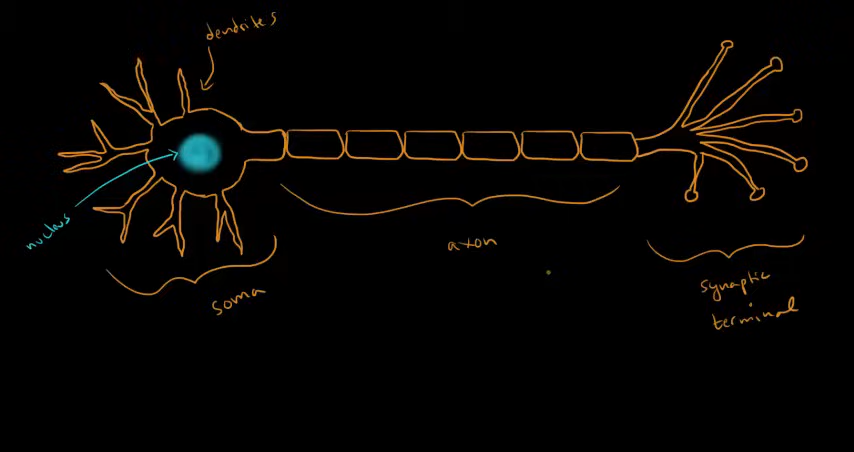 dendrites
nucleus
soma
axon
synaptic
terminal